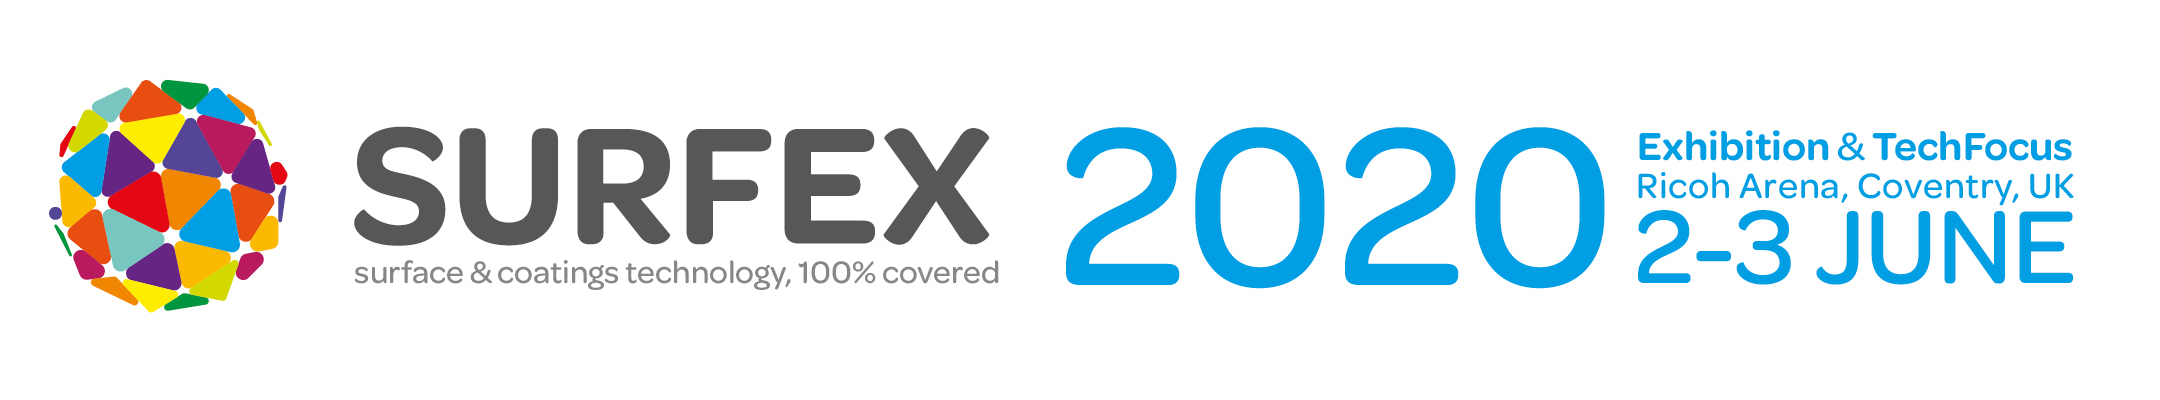 SURFEX
surface & coatings technology, 100% covered
2020
Exhibition & TechFocus
Ricoh Arena, Coventry, UK
2-3 JUNE